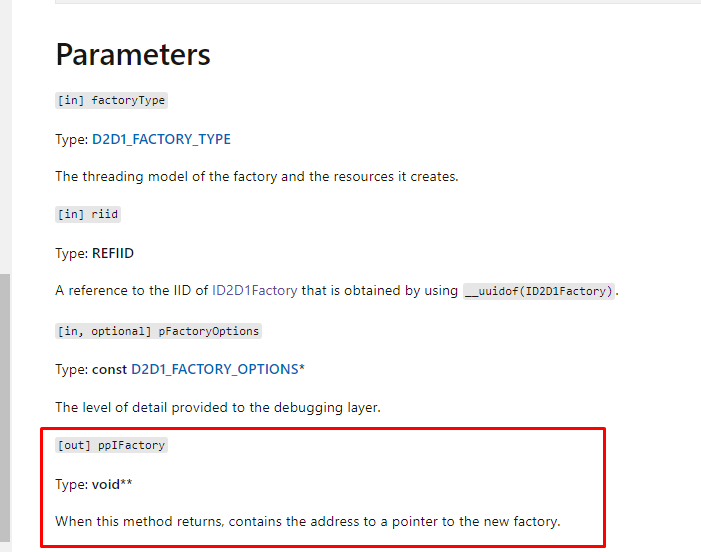 Parameters
[in] factoryType
Type: D2D1_FACTORY_TYPE
The threading model of the factory and the resources it creates.
[in] riid
Type: REFIID
A reference to the IID of ID2D1Factory that is obtained by using __uuidof(ID2D1Factory).
[in, optional] pFactoryOptions
Type: const D2D1_FACTORY_OPTIONS*
The level of detail provided to the debugging layer.
[out] ppIFactory
Type: void**
When this method returns, contains the address to a pointer to the new factory.